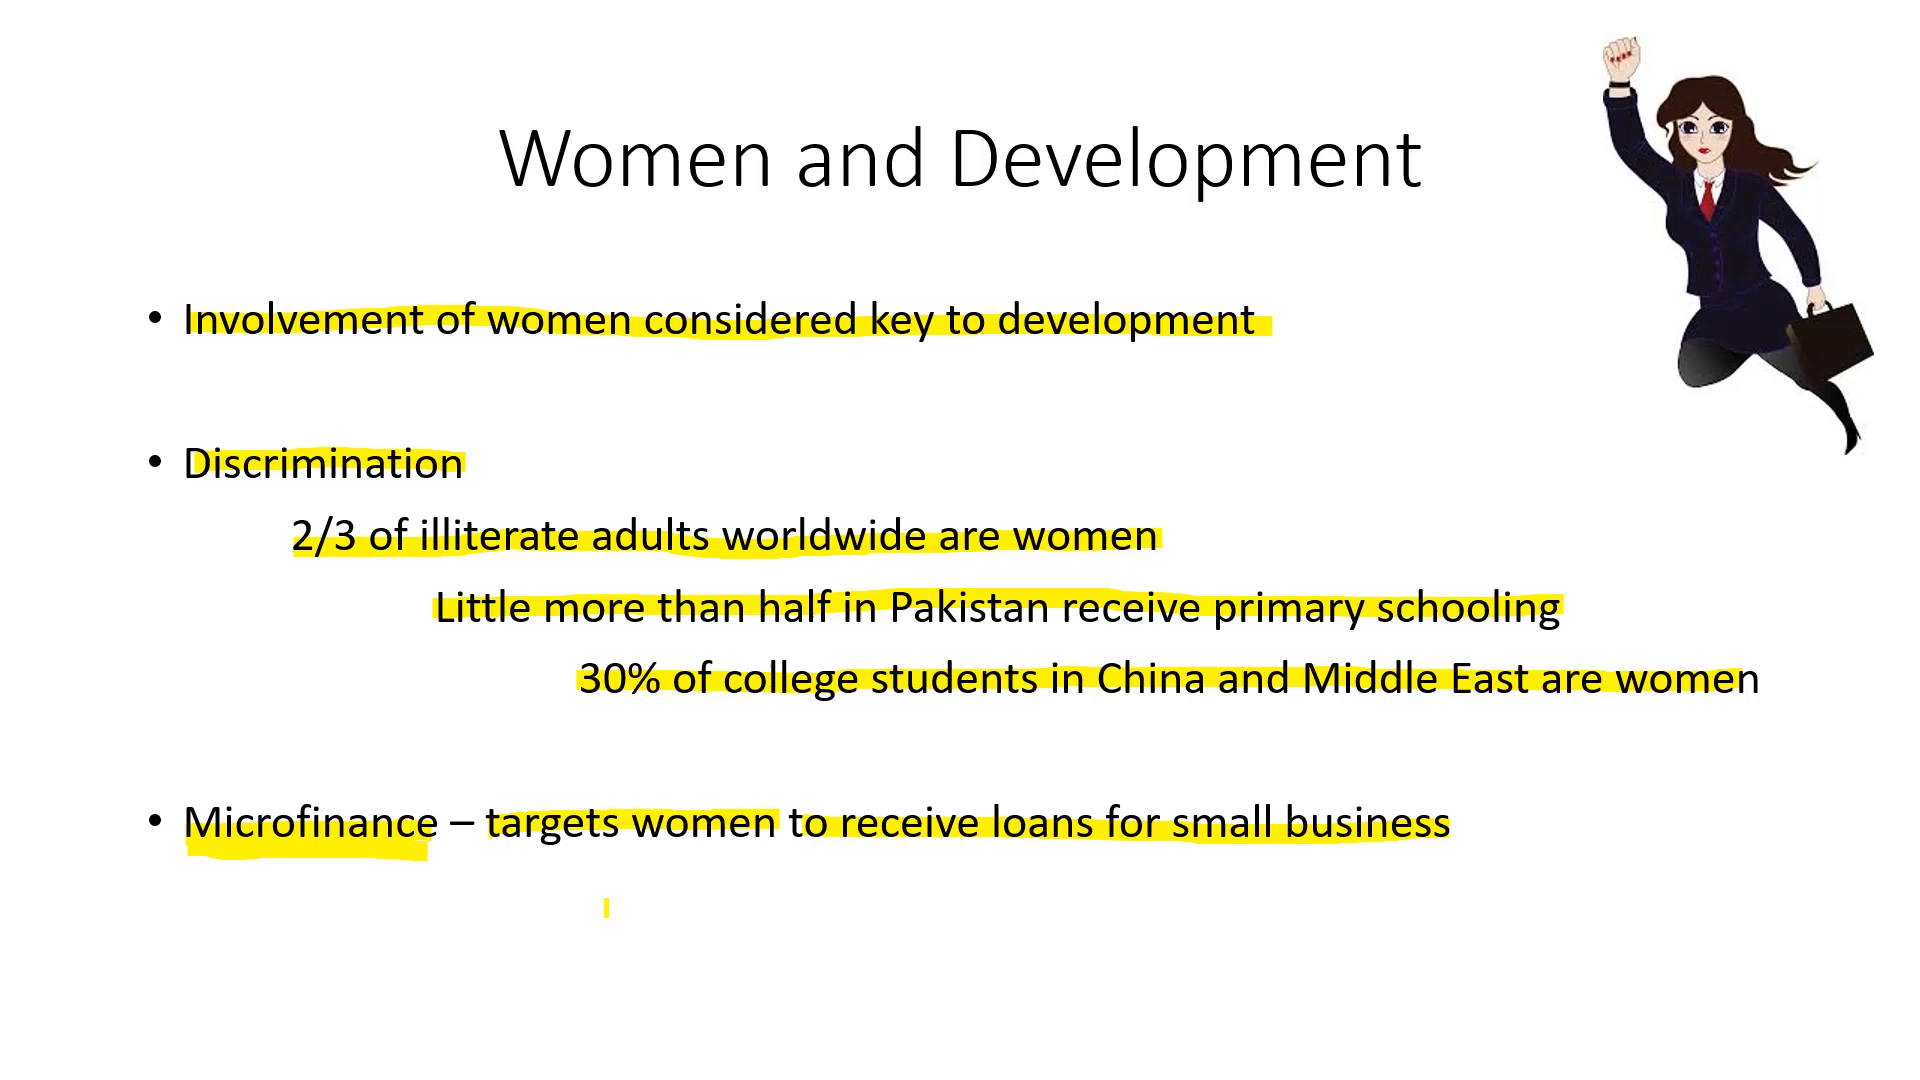 Women and Development
• Involvement of women considered key to development
• Discrimination
2/3 of illiterate adults worldwide are women
Little more than half in Pakistan receive primary schooling
30% of college students in China and Middle East are women
• Microfinance – targets women to receive loans for small business